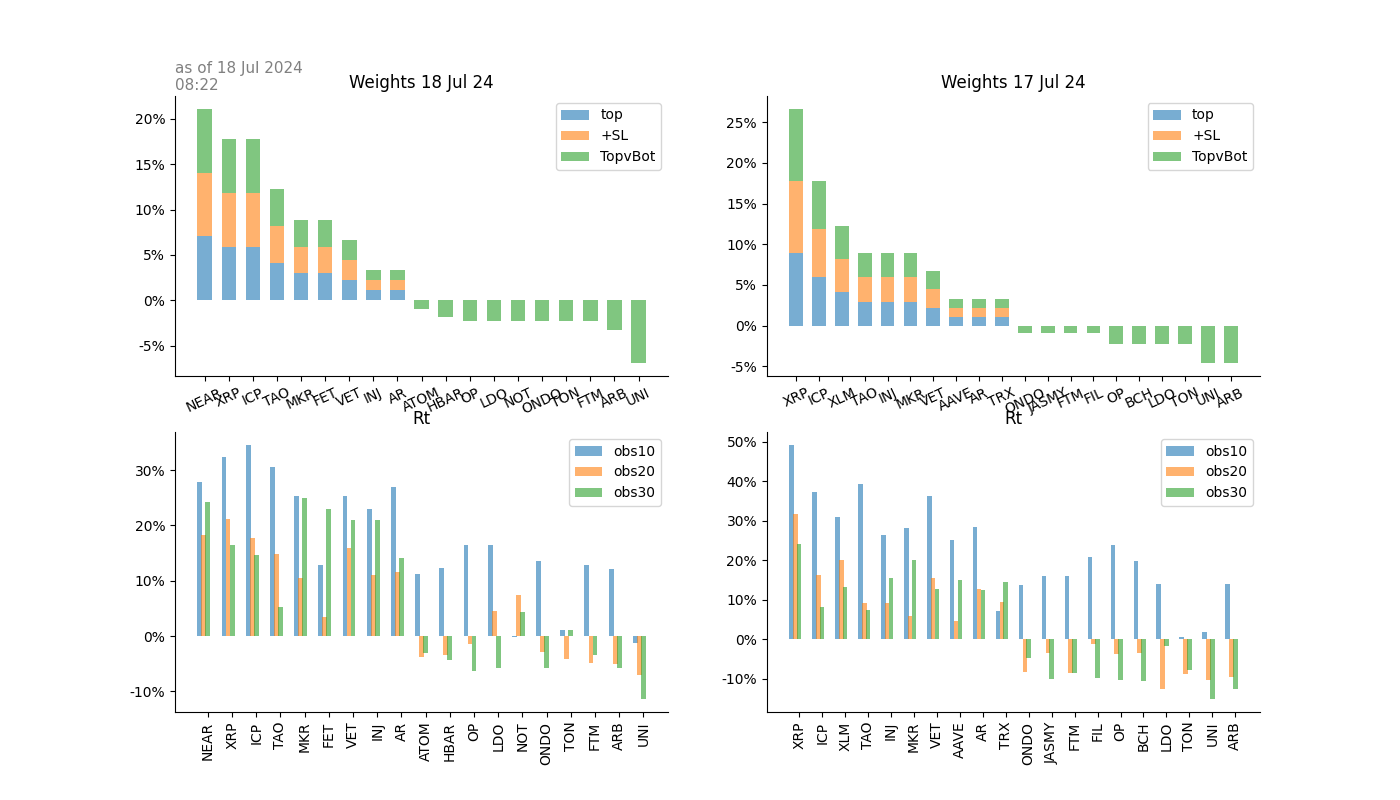 as of 18 Jul 2024
08:22
Weights 18 Jul 24
20%
15%
10%
5%
0%
-5%
top
+SL
TopvBot
NEAR XRP ICP TAO MKR FET VET INJ AR ATOM HBAR OP LDO NOT ONDO TON FTM ARB UNI
Weights 17 Jul 24
25%
20%
15%
10%
5%
0%
-5%
top
+SL
TopvBot
XRP ICP XLM TAO INJ MKR VET AAVE AR TRX ONDO JASMY FTM FIL OP BCH LDO TON UNI ARB
Rt
30%
20%
10%
0%
-10%
obs10
obs20
obs30
NEAR XRP ICP TAO MKR FET VET INJ AR ATOM HBAR OP LDO NOT ONDO TON FTM ARB UNI
Rt
50%
40%
30%
20%
10%
0%
-10%
obs10
obs20
obs30
XRP ICP XLM TAO INJ MKR VET AAVE AR TRX ONDO JASMY FTM FIL OP BCH LDO TON UNI ARB